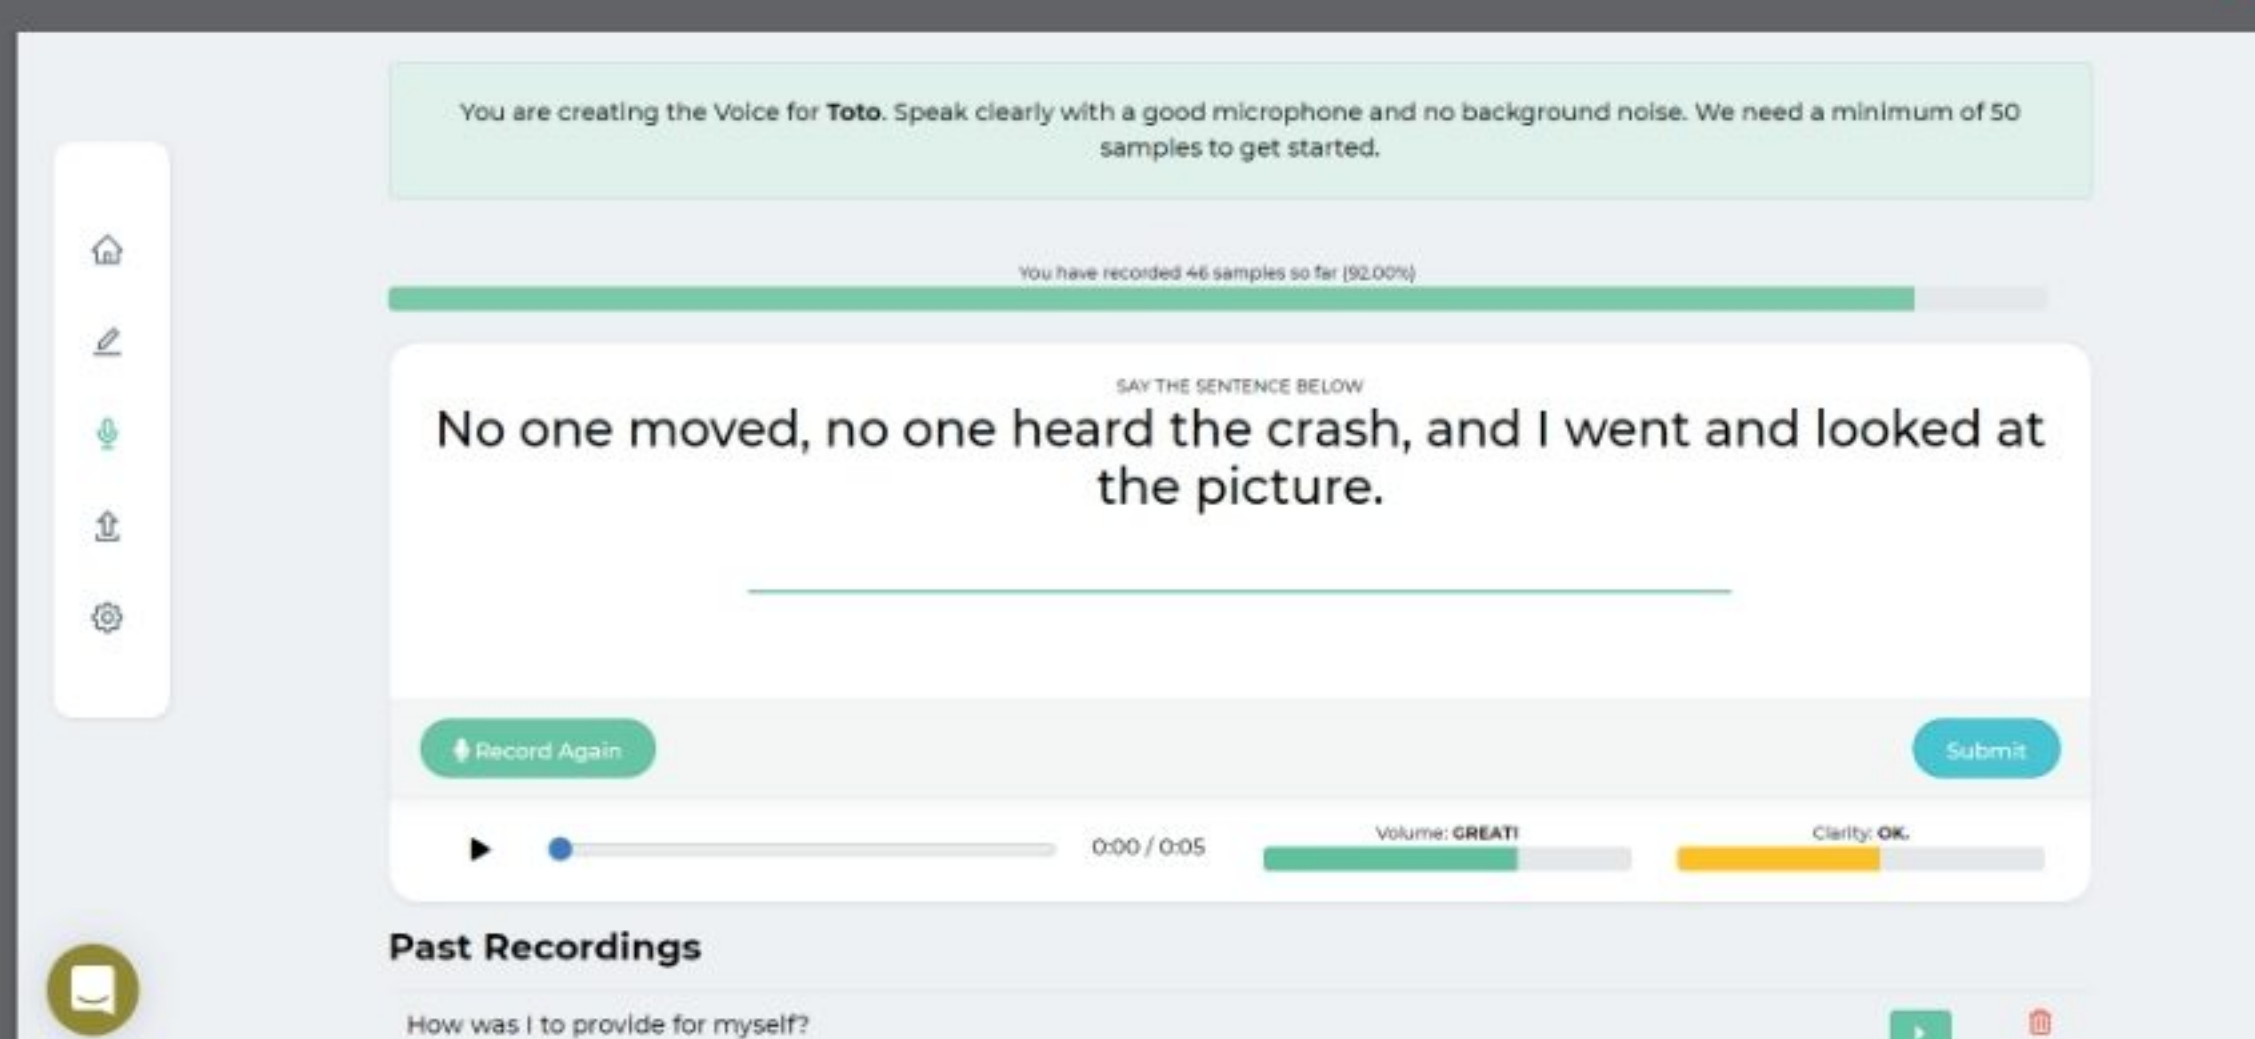 You are creating the Voice for Toto. Speak clearly with a good microphone and no background noise. We need a minimum of 50
samples to get started.
You have recorded 46 samples so far (92.00%)
SAY THE SENTENCE BELOW
No one moved, no one heard the crash, and I went and looked at
the picture.
Record Again
Submit
0:00 / 0:05
Volume: GREAT!
Clarity: OK.
Past Recordings
How was I to provide for myself?